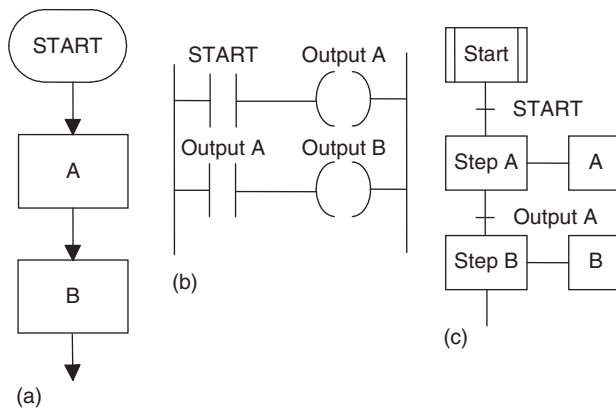 START
A
B
(a)
START Output A
Output A Output B
(b)
Start
START
Step A A
Output A
Step B B
(c)